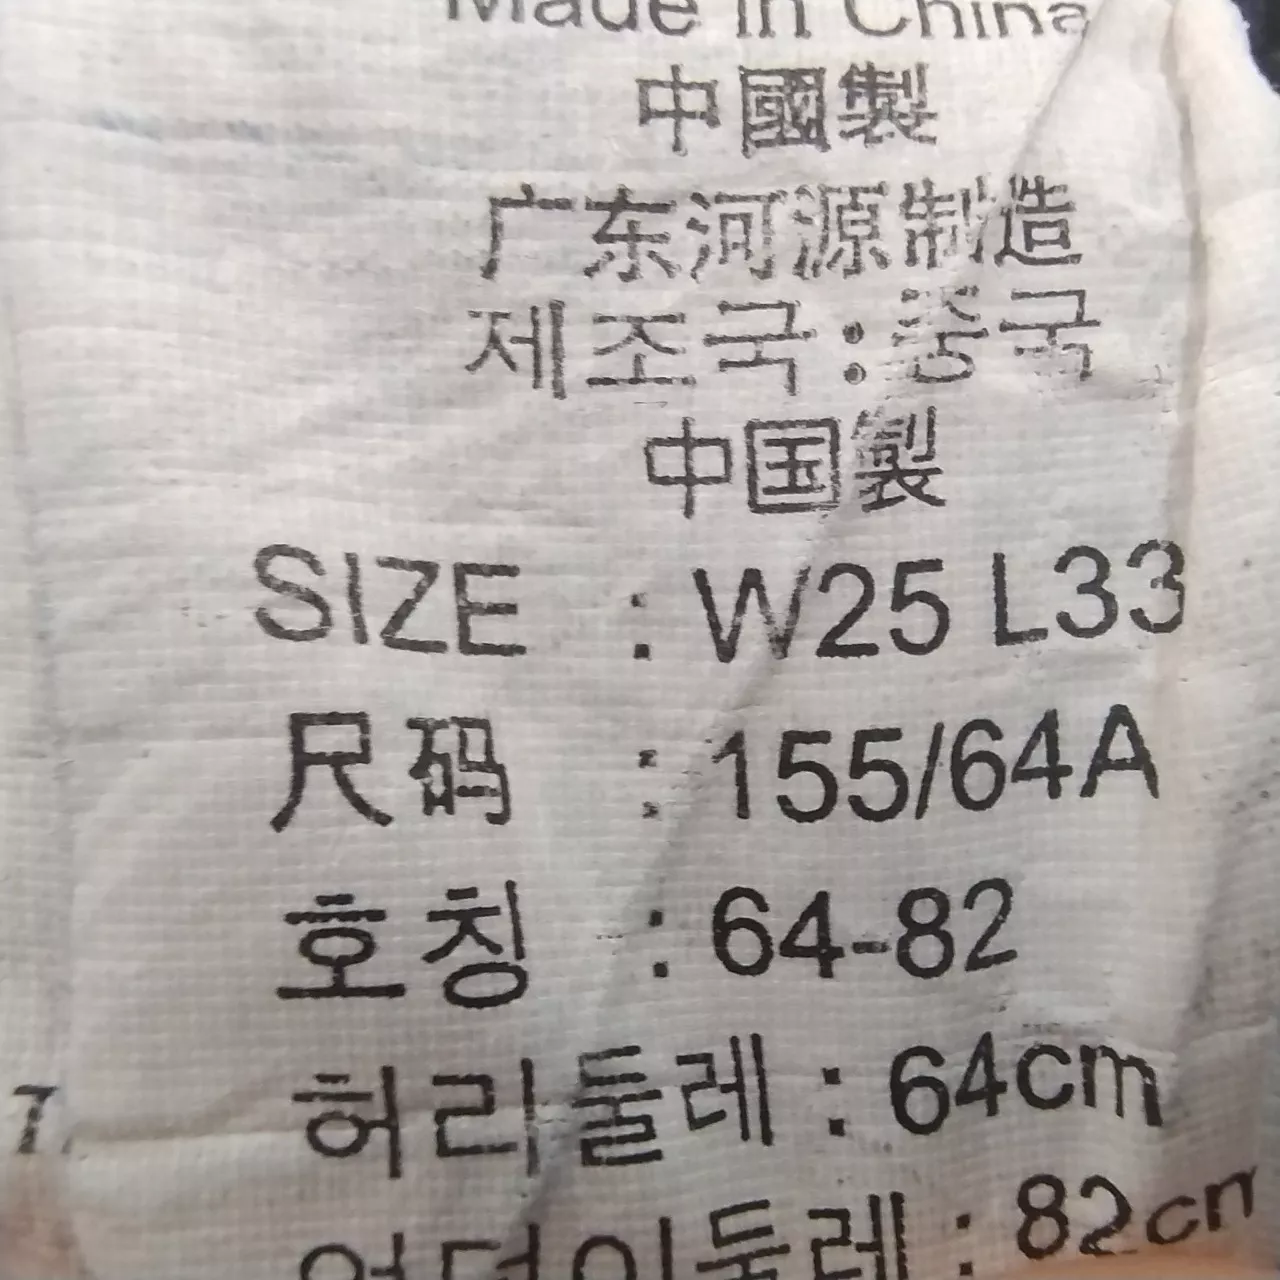 Made in China
中國製
广东河源制造
제조국:중국
中国製
SIZE : W25 L33
尺码 : 155/64A
호칭 : 64-82
허리둘레 : 64cm
7.
엉덩이둘레 : 82cm